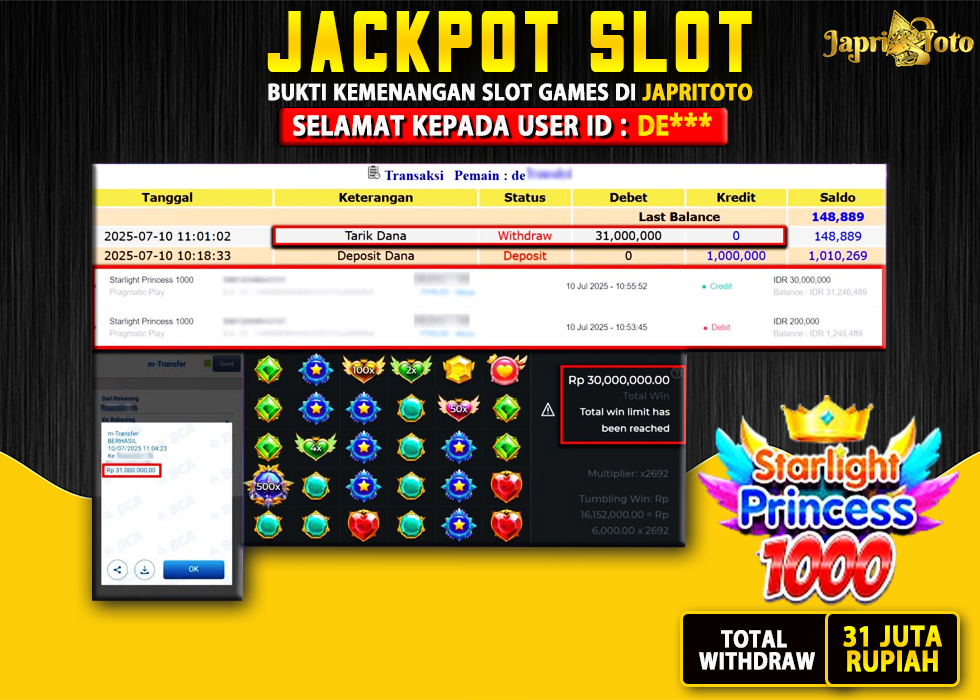 JACKPOT SLOT
Japri Toto
BUKTI KEMENANGAN SLOT GAMES DI JAPRITOTO
SELAMAT KEPADA USER ID : DE***
Transaksi Pemain : de
Tanggal Keterangan Status Debet Kredit Saldo
Last Balance 148,889
2025-07-10 11:01:02 Tarik Dana Withdraw 31,000,000 0 148,889
2025-07-10 10:18:33 Deposit Dana Deposit 0 1,000,000 1,010,269
Starlight Princess 1000 10 Jul 2025 - 10:55:52 Credit IDR 30,000,000
Pragmatic Play Balance : IDR 31,246,489
Starlight Princess 1000 10 Jul 2025 - 10:53:45 Debit IDR 200,000
Pragmatic Play Balance : IDR 1,246,489
m-Transfer Send
Dari Rekening
Ke Rekening
m-Transfer
BERHASIL
10/07/2025 11:04:23
Ke
Rp 31.000.000,00
BCA
OK
100x 2x
50x
4x
500x
Rp 30,000,000.00 ?
Total Win
Total win limit has
been reached
Multiplier: x2692
Tumbling Win: Rp
16,152,000.00 = Rp
6,000.00 x 2692
Starlight
Princess
1000
TOTAL
WITHDRAW
31 JUTA
RUPIAH